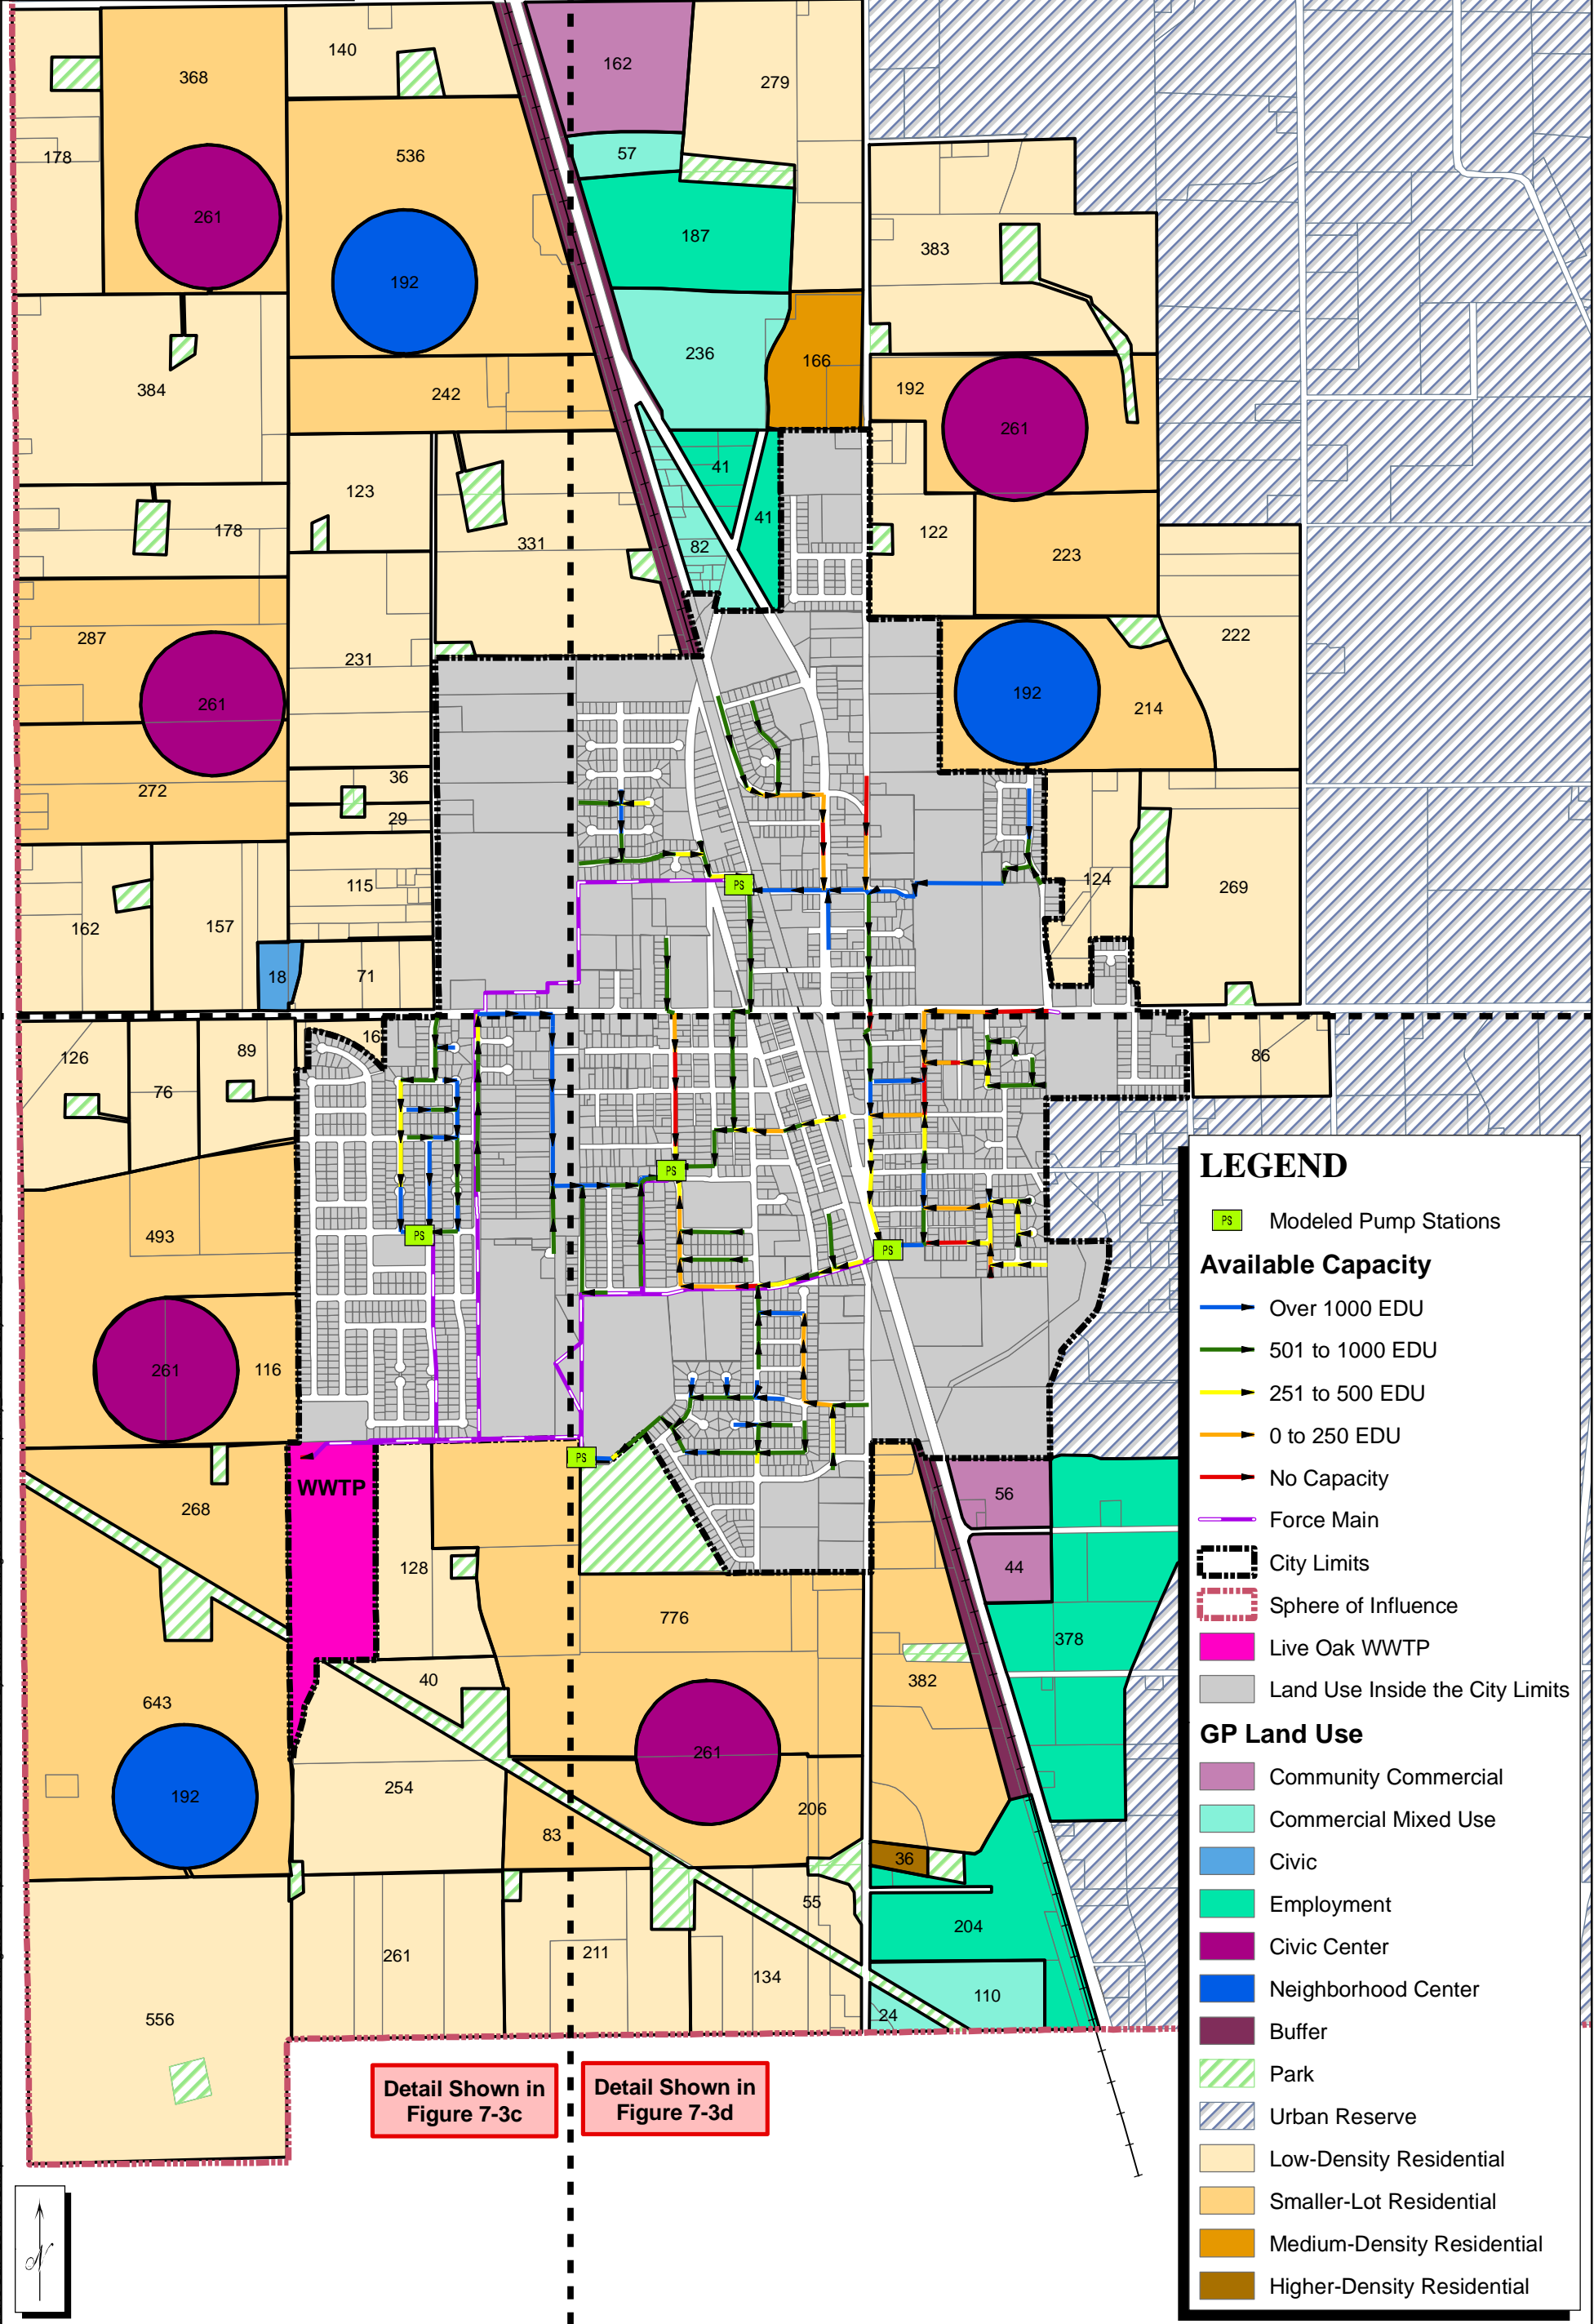 140
368
162
279
178
57
536
261
187
383
192
236
166
192
384
242
261
41
123
178
41
122
331
82
223
287
222
231
261
192
214
36
272
29
PS
115
124
269
162
157
18
71
16
126
89
86
76
PS
493
PS
PS
261
116
PS
WWTP
268
56
128
44
776
378
40
382
643
261
192
254
206
83
36
55
204
261
211
134
110
24
556
Detail Shown in
Figure 7-3c
Detail Shown in
Figure 7-3d
N
LEGEND
PS Modeled Pump Stations
Available Capacity
Over 1000 EDU
501 to 1000 EDU
251 to 500 EDU
0 to 250 EDU
No Capacity
Force Main
City Limits
Sphere of Influence
Live Oak WWTP
Land Use Inside the City Limits
GP Land Use
Community Commercial
Commercial Mixed Use
Civic
Employment
Civic Center
Neighborhood Center
Buffer
Park
Urban Reserve
Low-Density Residential
Smaller-Lot Residential
Medium-Density Residential
Higher-Density Residential